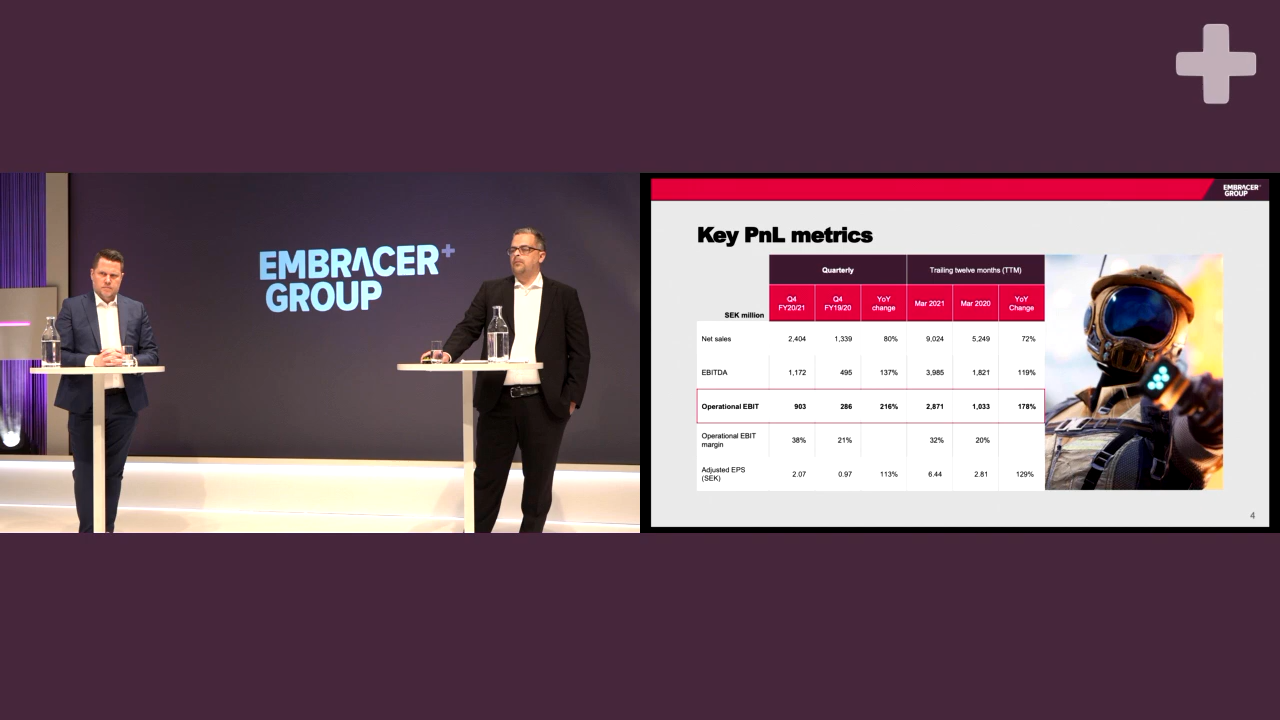 EMBRACER+
GROUP
EMBRACER+
GROUP
Key PnL metrics
Quarterly
Trailing twelve months (TTM)
SEK million
Q4
FY20/21
Q4
FY19/20
YoY
change
Mar 2021
Mar 2020
YoY
Change
Net sales 2,404 1,339 80% 9,024 5,249 72%
EBITDA 1,172 495 137% 3,985 1,821 119%
Operational EBIT 903 286 216% 2,871 1,033 178%
Operational EBIT
margin
38% 21% 32% 20%
Adjusted EPS
(SEK)
2.07 0.97 113% 6.44 2.81 129%
4